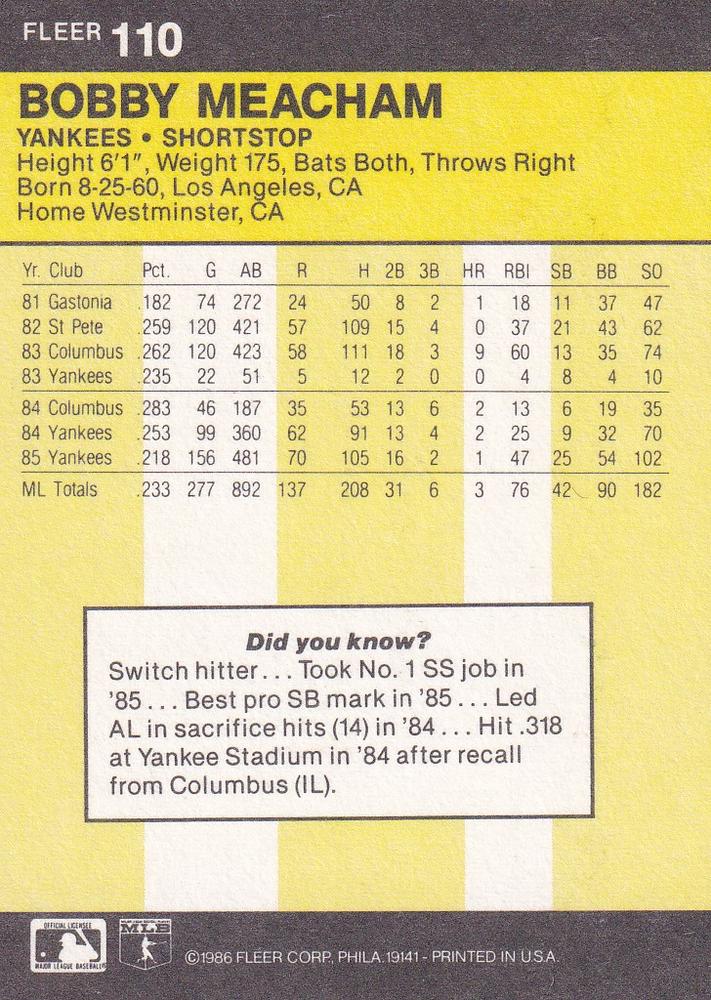 FLEER 110
BOBBY MEACHAM
YANKEES • SHORTSTOP
Height 6'1", Weight 175, Bats Both, Throws Right
Born 8-25-60, Los Angeles, CA
Home Westminster, CA
Yr. Club Pct. G AB R H 2B 3B HR RBI SB BB SO
81 Gastonia .182 74 272 24 50 8 2 1 18 11 37 47
82 St Pete .259 120 421 57 109 15 4 0 37 21 43 62
83 Columbus .262 120 423 58 111 18 3 9 60 13 35 74
83 Yankees .235 22 51 5 12 2 0 0 4 8 4 10
84 Columbus .283 46 187 35 53 13 6 2 13 6 19 35
84 Yankees .253 99 360 62 91 13 4 2 25 9 32 70
85 Yankees .218 156 481 70 105 16 2 1 47 25 54 102
ML Totals .233 277 892 137 208 31 6 3 76 42 90 182
Did you know?
Switch hitter . . . Took No. 1 SS job in
'85 . . . Best pro SB mark in '85 . . . Led
AL in sacrifice hits (14) in '84 . . . Hit .318
at Yankee Stadium in '84 after recall
from Columbus (IL).
OFFICIAL LICENSEE
MAJOR LEAGUE BASEBALL
MLB
©1986 FLEER CORP., PHILA. 19141 - PRINTED IN U.S.A.